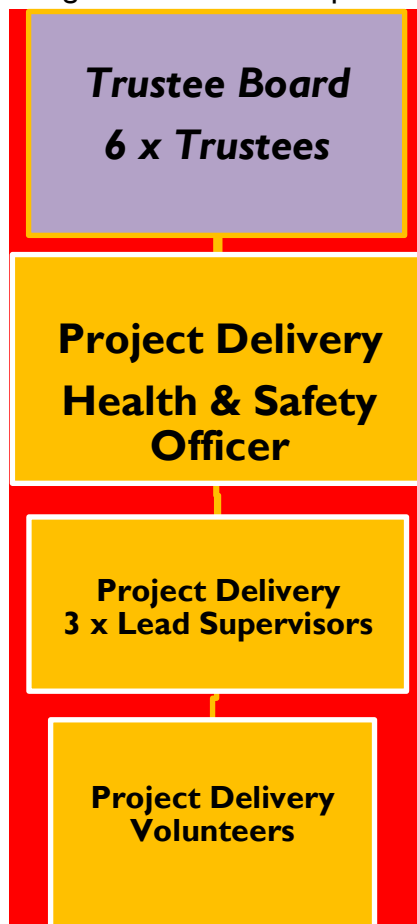 Trustee Board
6 x Trustees
Project Delivery
Health & Safety
Officer
Project Delivery
3 x Lead Supervisors
Project Delivery
Volunteers